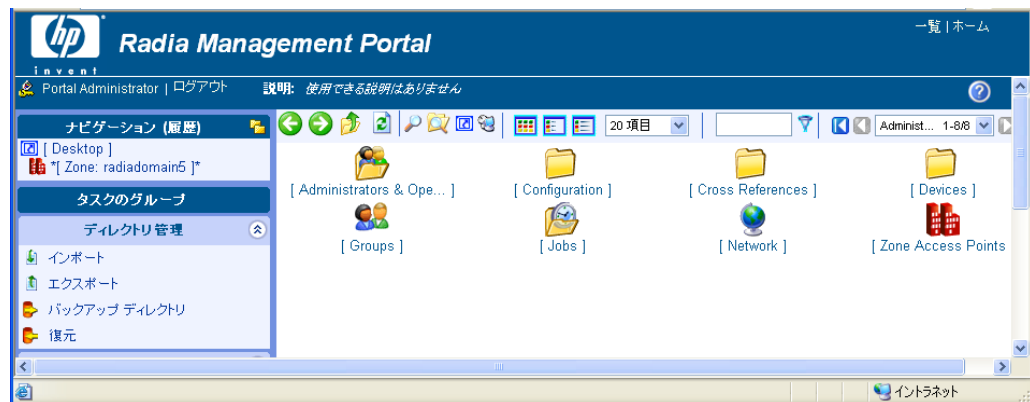 一覧 | ホーム
hp
invent
Radia Management Portal
Portal Administrator | ログアウト
説明: 使用できる説明はありません
ナビゲーション (履歴)
[ Desktop ]
*[ Zone: radiadomain5 ]*
タスクのグループ
ディレクトリ管理
インポート
エクスポート
バックアップ ディレクトリ
復元
20 項目
Administ... 1-8/8
[ Administrators & Ope... ]
[ Configuration ]
[ Cross References ]
[ Devices ]
[ Groups ]
[ Jobs ]
[ Network ]
[ Zone Access Points
イントラネット